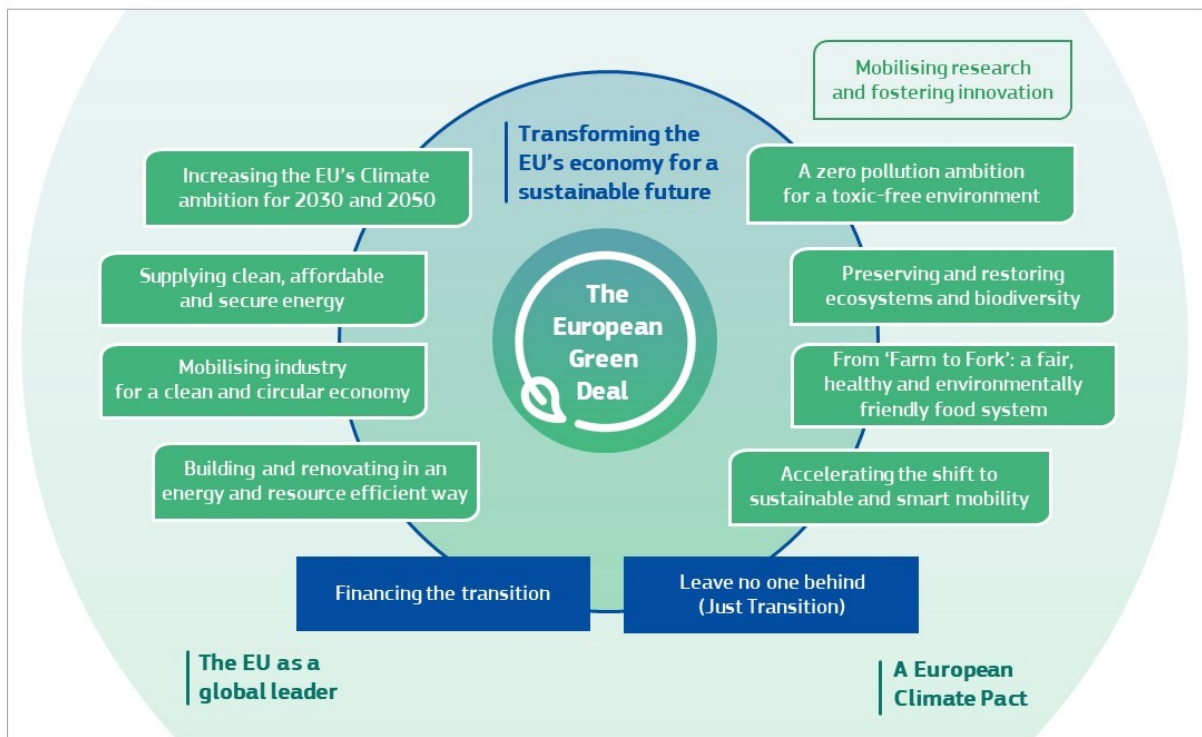 Mobilising research
and fostering innovation
Transforming the
EU's economy for a
sustainable future
Increasing the EU's Climate
ambition for 2030 and 2050
Supplying clean, affordable
and secure energy
Mobilising industry
for a clean and circular economy
Building and renovating in an
energy and resource efficient way
The
European
Green
Deal
A zero pollution ambition
for a toxic-free environment
Preserving and restoring
ecosystems and biodiversity
From ‘Farm to Fork’: a fair,
healthy and environmentally
friendly food system
Accelerating the shift to
sustainable and smart mobility
Financing the transition
Leave no one behind
(Just Transition)
The EU as a
global leader
A European
Climate Pact